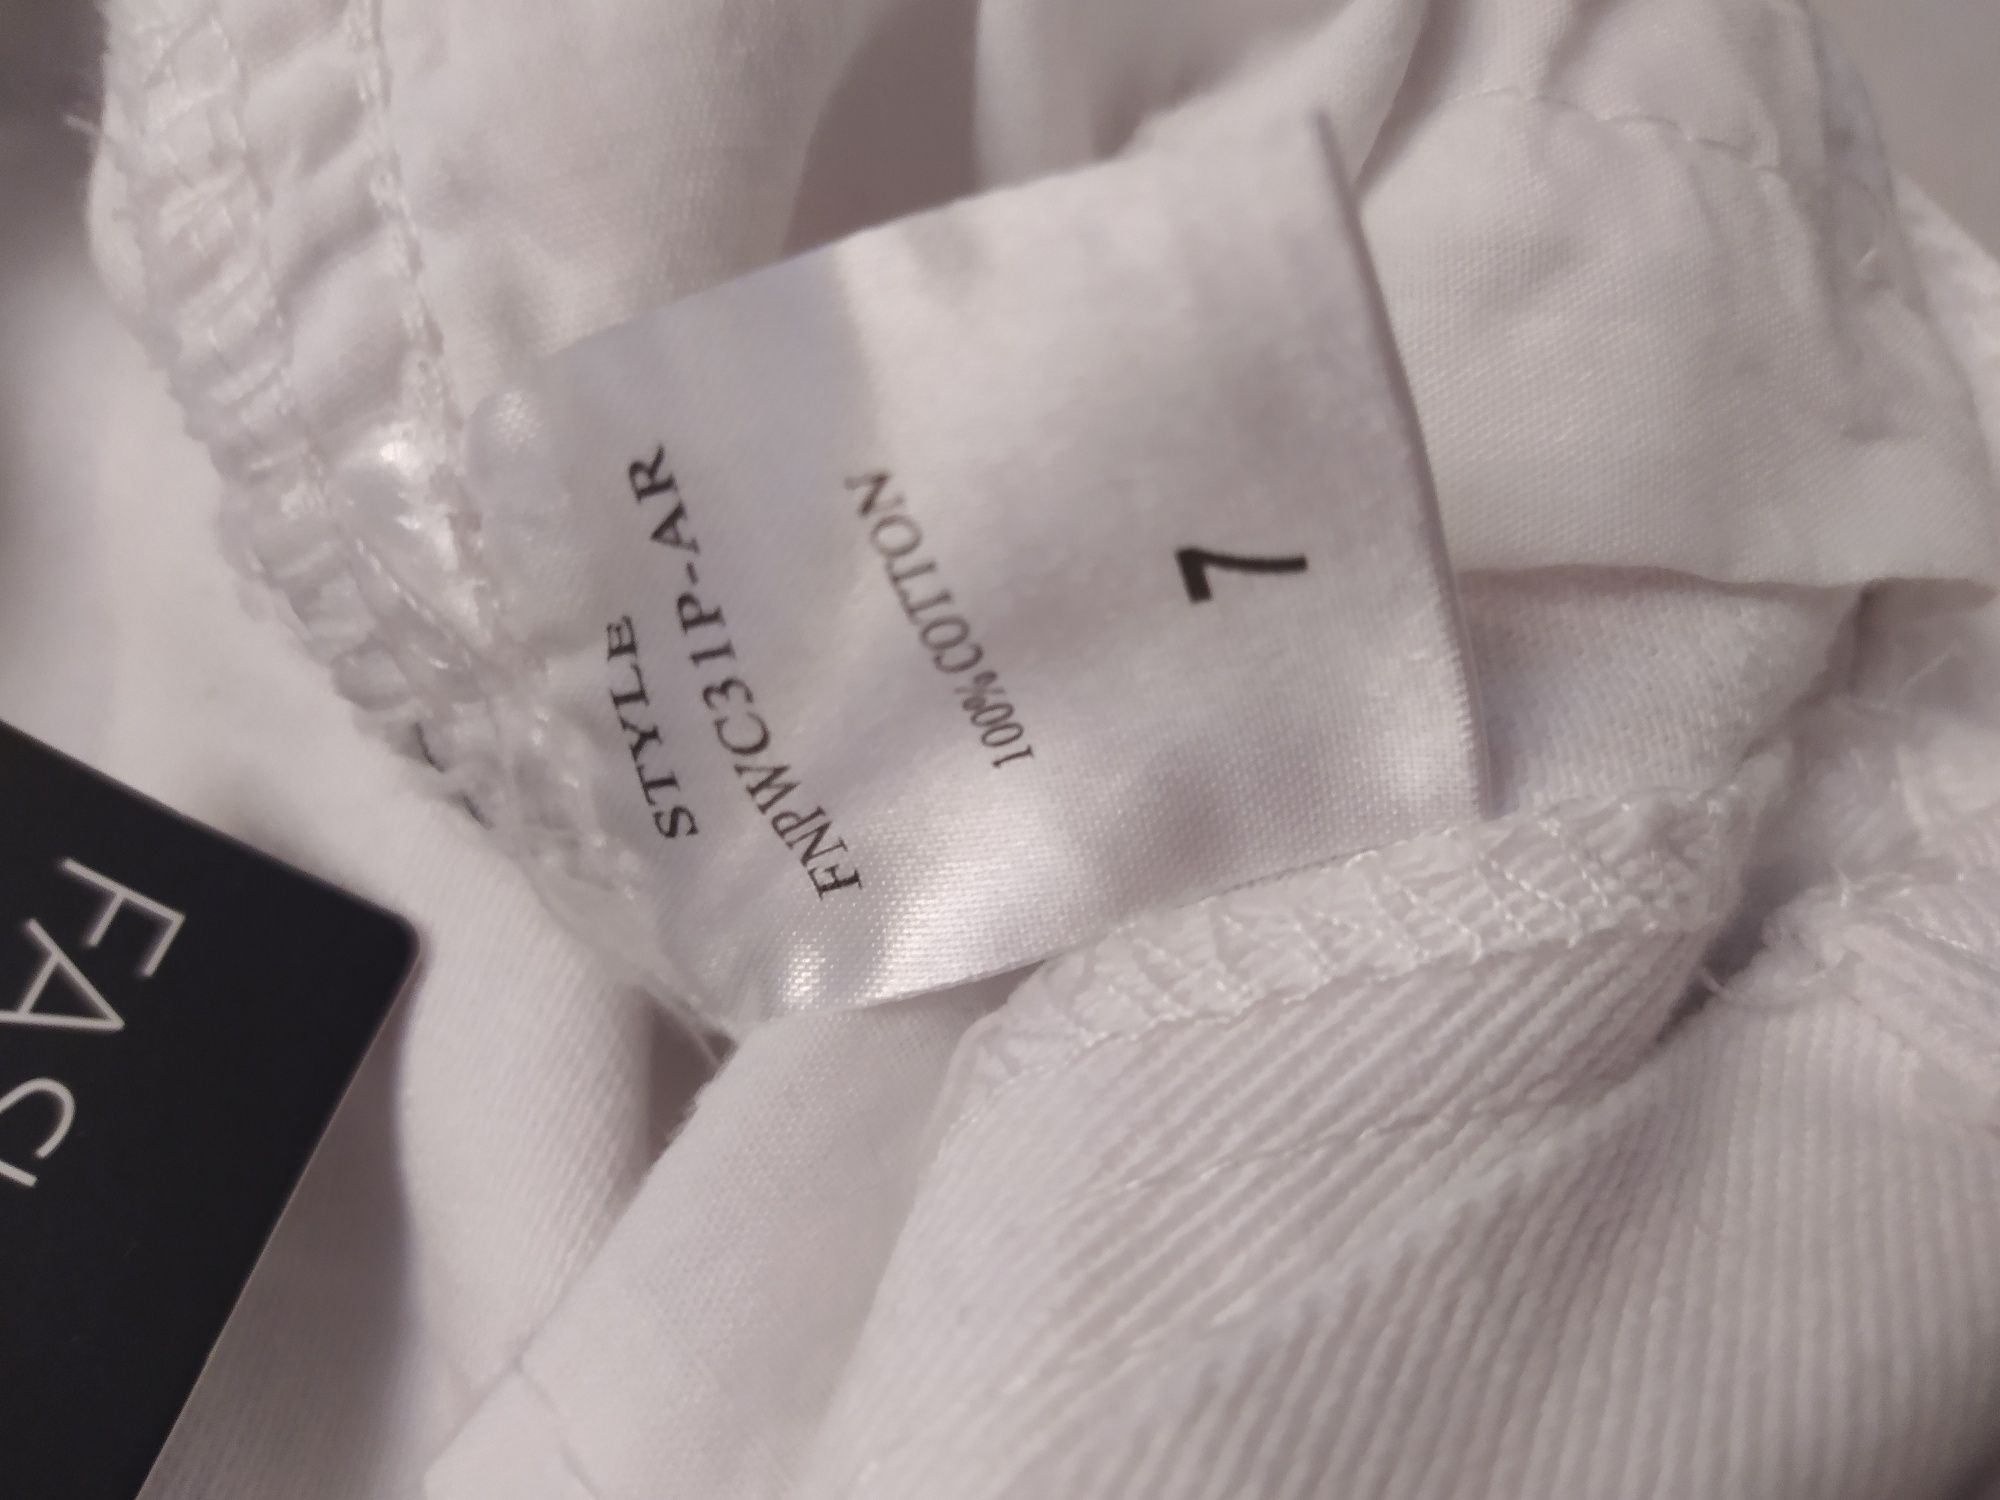 STYLE
FNPWC31P-AR
100%COTTON
7
FAS